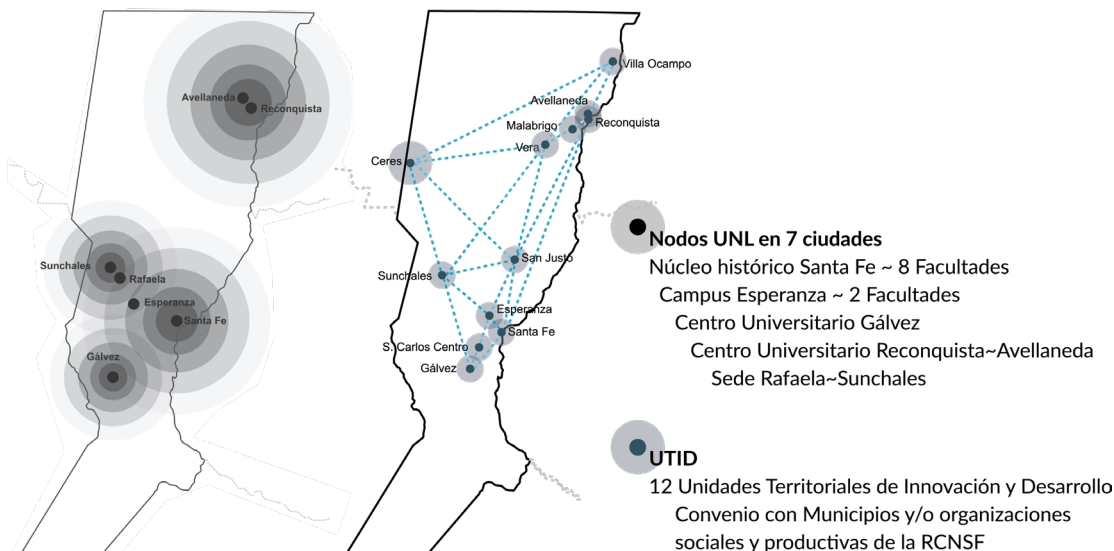 Avellaneda
Reconquista
Sunchales
Rafaela
Esperanza
Santa Fe
Gálvez
Villa Ocampo
Avellaneda
Reconquista
Malabrigo
Vera
Ceres
San Justo
Sunchales
Esperanza
Santa Fe
S. Carlos Centro
Gálvez
Nodos UNL en 7 ciudades
Núcleo histórico Santa Fe ~ 8 Facultades
Campus Esperanza ~ 2 Facultades
Centro Universitario Gálvez
Centro Universitario Reconquista~Avellaneda
Sede Rafaela~Sunchales
UTID
12 Unidades Territoriales de Innovación y Desarrollo
Convenio con Municipios y/o organizaciones
sociales y productivas de la RCNSF